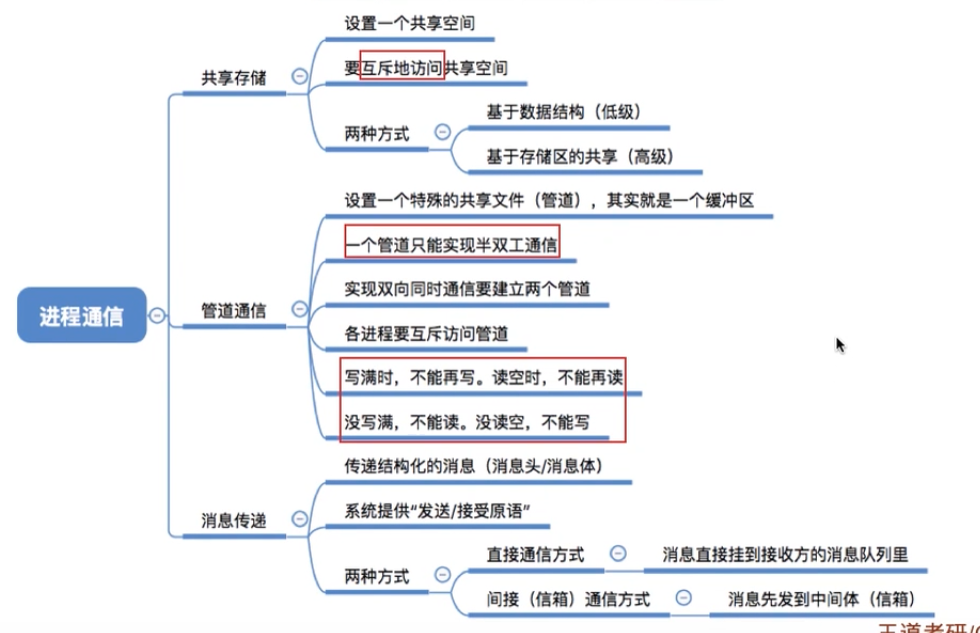 设置一个共享空间
要互斥地访问共享空间
共享存储
基于数据结构（低级）
两种方式
基于存储区的共享（高级）
设置一个特殊的共享文件（管道），其实就是一个缓冲区
一个管道只能实现半双工通信
实现双向同时通信要建立两个管道
进程通信
管道通信
各进程要互斥访问管道
写满时，不能再写。读空时，不能再读
没写满，不能读。没读空，不能写
传递结构化的消息（消息头/消息体）
消息传递
系统提供“发送/接受原语”
直接通信方式
消息直接挂到接收方的消息队列里
两种方式
间接（信箱）通信方式
消息先发到中间体（信箱）
王道考研/